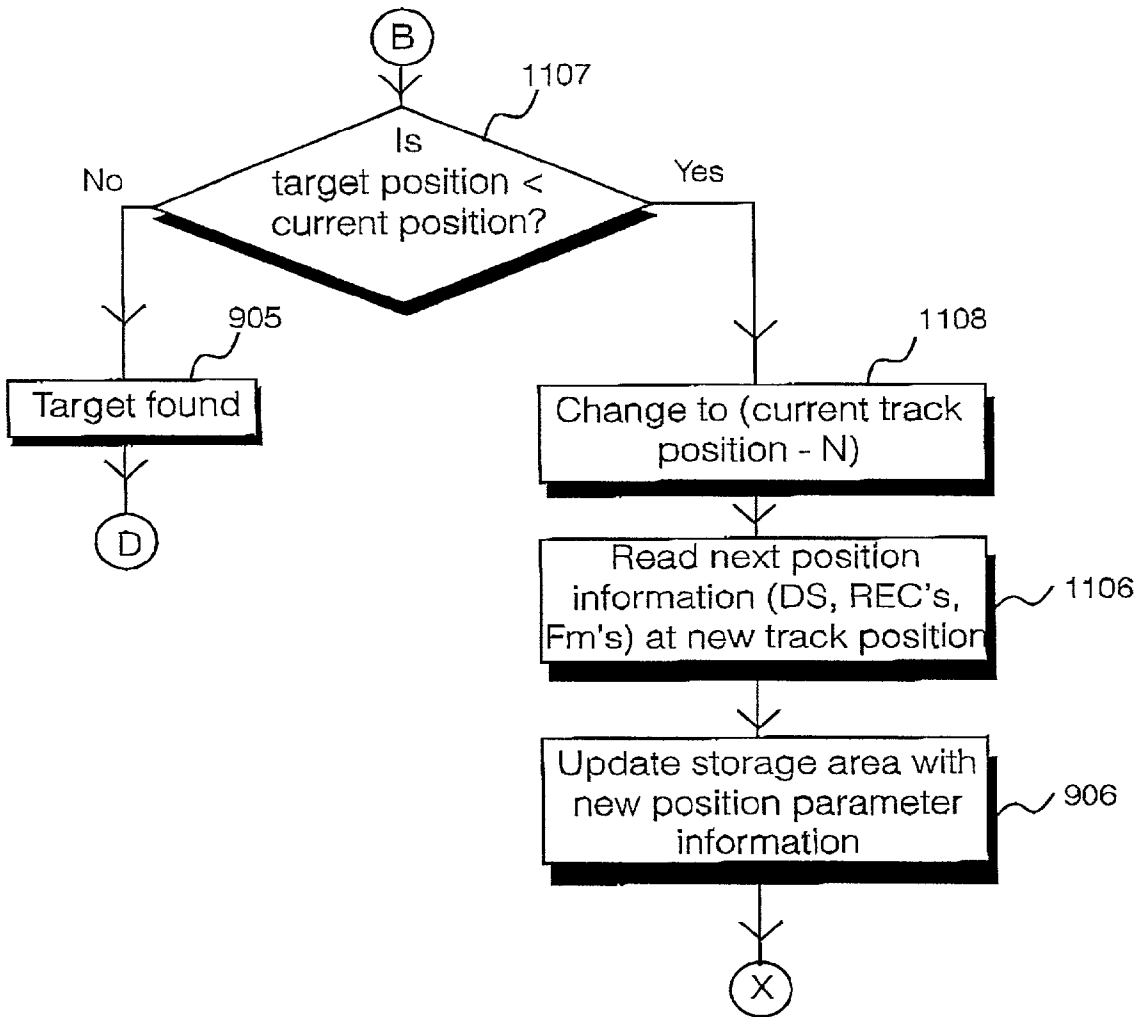 B
1107
Is
target position <
current position?
No
Yes
905
Target found
D
1108
Change to (current track
position - N)
Read next position
information (DS, REC's,
Fm's) at new track position
1106
Update storage area with
new position parameter
information
906
X